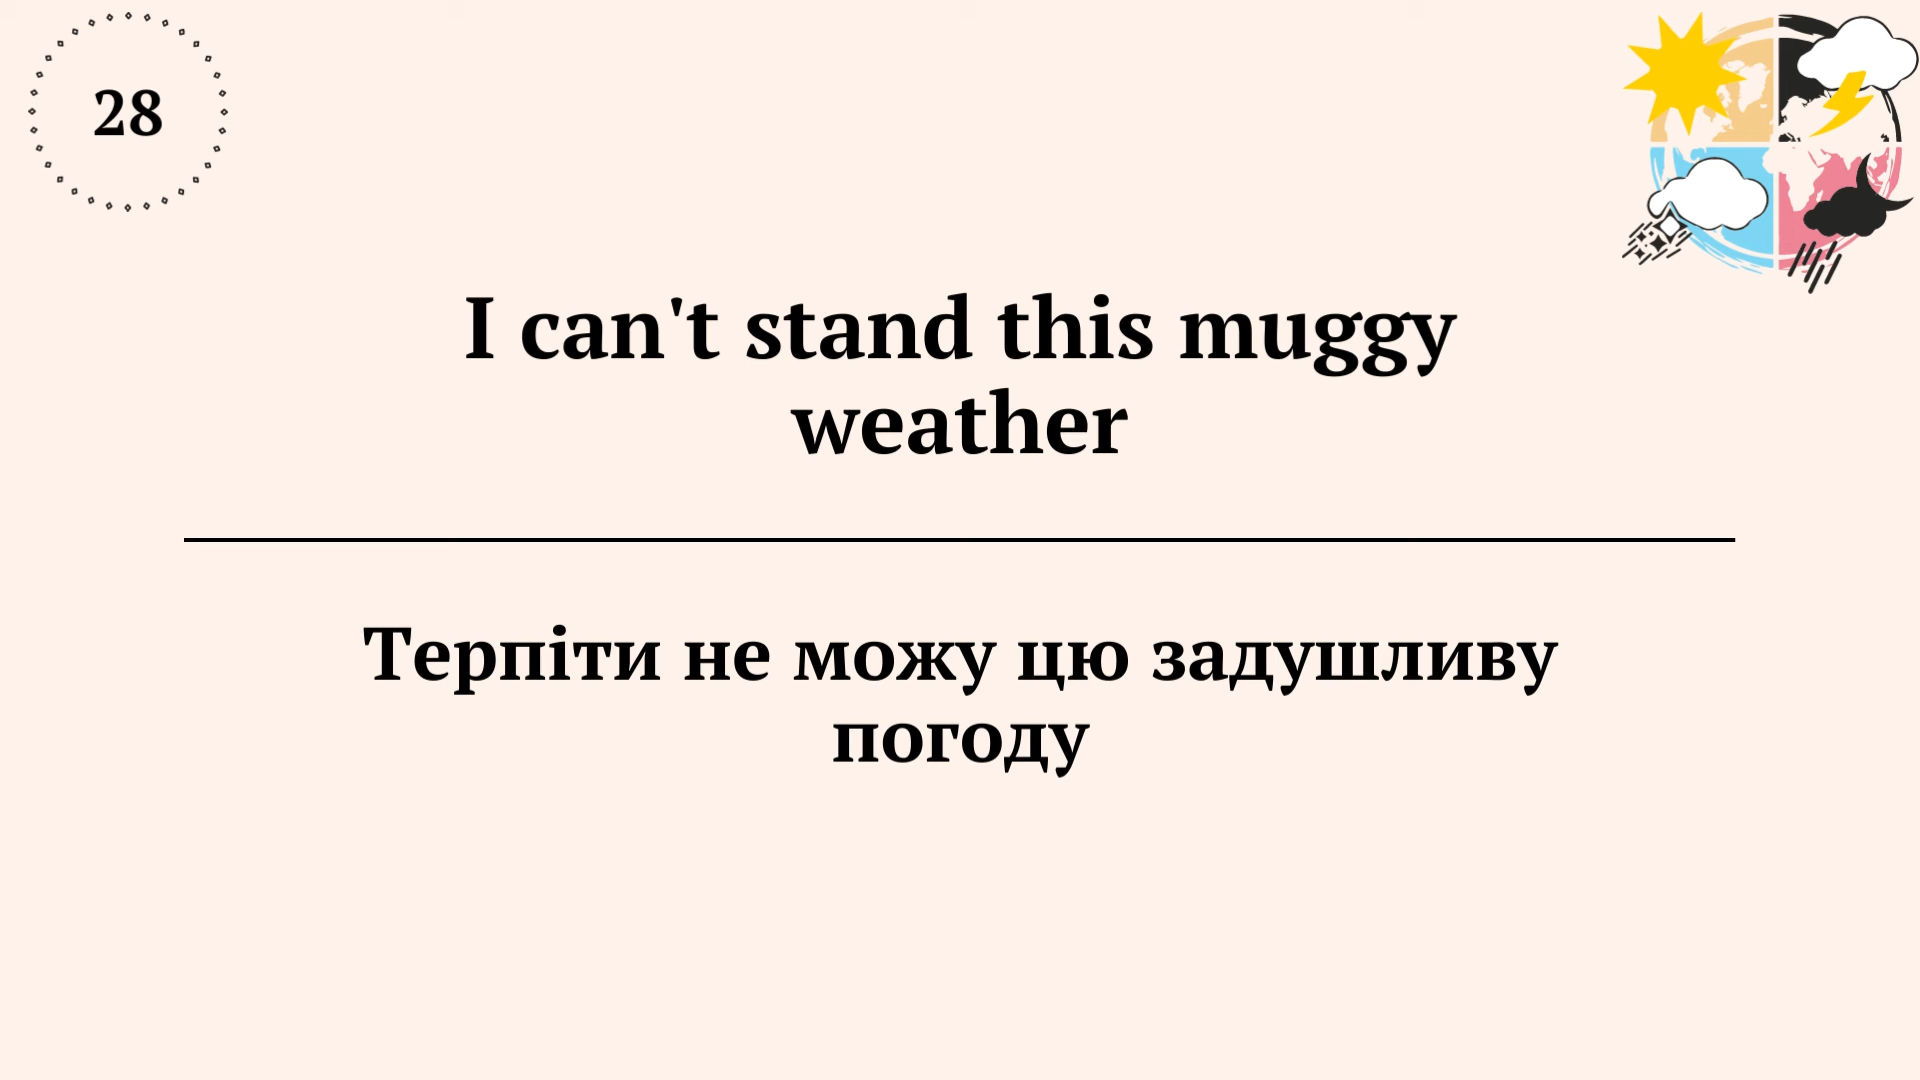 28
I can't stand this muggy
weather
Терпіти не можу цю задушливу
погоду